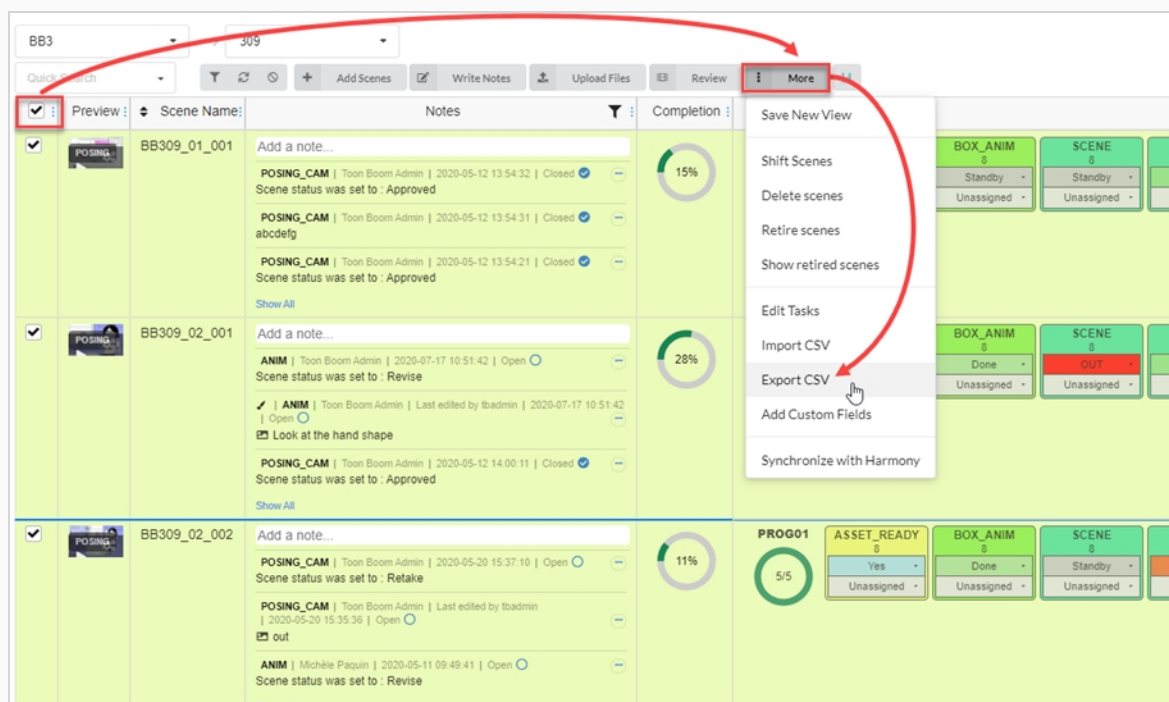 BB3
309
Quick Search
Add Scenes
Write Notes
Upload Files
Review
More
Preview
Scene Name
Notes
Completion
Save New View
Shift Scenes
Delete scenes
Retire scenes
Show retired scenes
Edit Tasks
Import CSV
Export CSV
Add Custom Fields
Synchronize with Harmony
POSING
BB309_01_001
Add a note...
POSING_CAM | Toon Boom Admin | 2020-05-12 13:54:32 | Closed
Scene status was set to : Approved
POSING_CAM | Toon Boom Admin | 2020-05-12 13:54:31 | Closed
abcdefg
POSING_CAM | Toon Boom Admin | 2020-05-12 13:54:21 | Closed
Scene status was set to : Approved
Show All
15%
BOX_ANIM
8
Standby
Unassigned
SCENE
8
Standby
Unassigned
POSING
BB309_02_001
Add a note...
ANIM | Toon Boom Admin | 2020-07-17 10:51:42 | Open
Scene status was set to : Revise
| ANIM | Toon Boom Admin | Last edited by tbadmin | 2020-07-17 10:51:42
| Open
Look at the hand shape
POSING_CAM | Toon Boom Admin | 2020-05-12 14:00:11 | Closed
Scene status was set to : Approved
Show All
28%
BOX_ANIM
8
Done
Unassigned
SCENE
8
OUT
Unassigned
POSING
BB309_02_002
Add a note...
POSING_CAM | Toon Boom Admin | 2020-05-20 15:37:10 | Open
Scene status was set to : Retake
POSING_CAM | Toon Boom Admin | Last edited by tbadmin
| 2020-05-20 15:35:36 | Open
out
ANIM | Michèle Paquin | 2020-05-11 09:49:41 | Open
Scene status was set to : Revise
11%
PROG01
5/5
ASSET_READY
8
Yes
Unassigned
BOX_ANIM
8
Done
Unassigned
SCENE
8
Standby
Unassigned